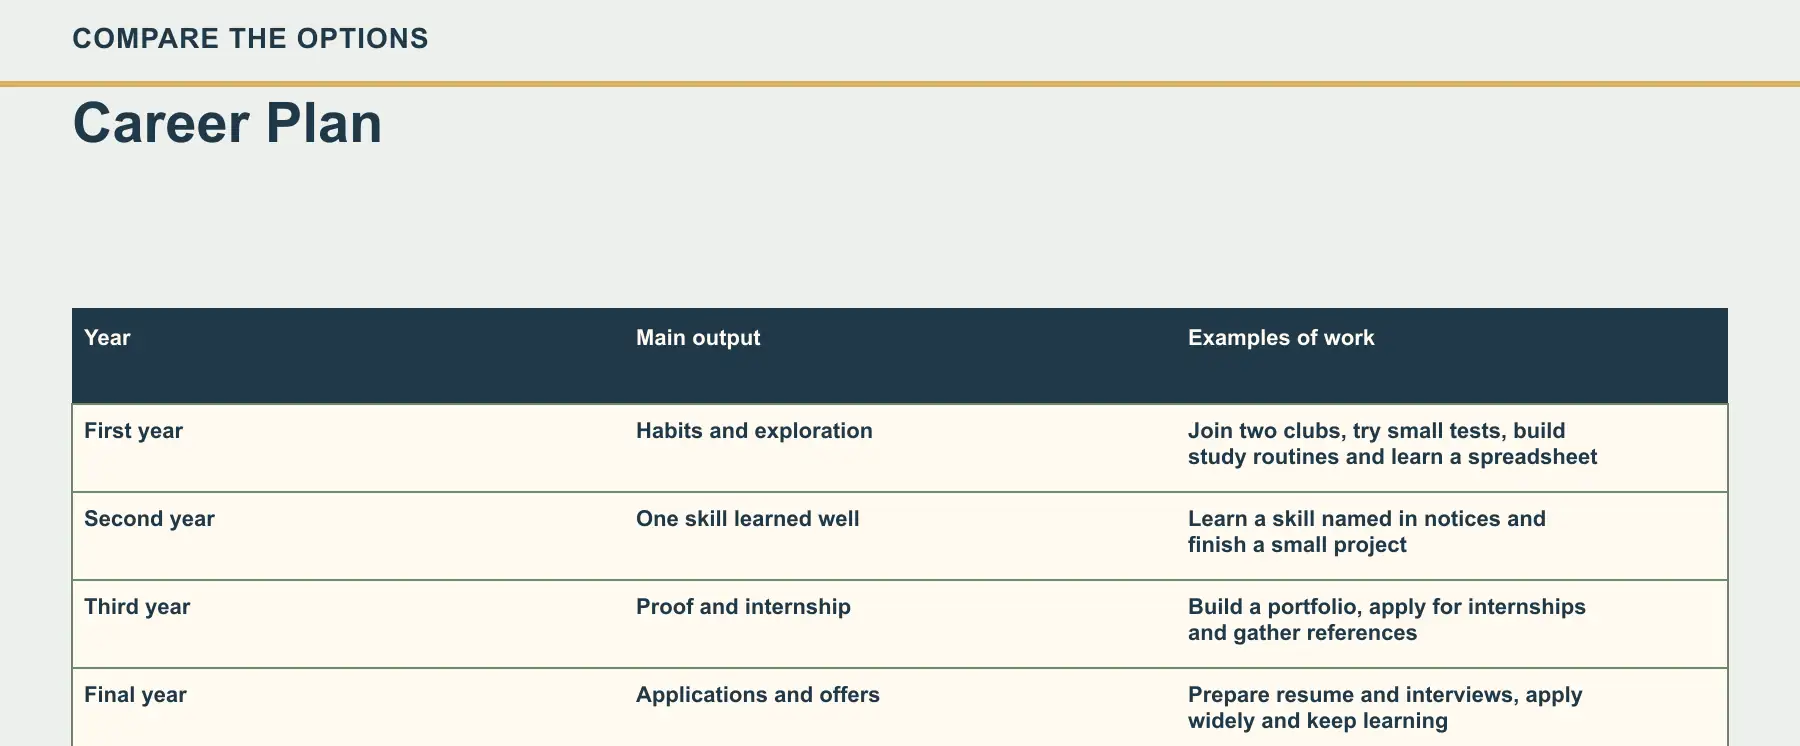 COMPARE THE OPTIONS
Career Plan
Year
Main output
Examples of work
First year
Habits and exploration
Join two clubs, try small tests, build
study routines and learn a spreadsheet
Second year
One skill learned well
Learn a skill named in notices and
finish a small project
Third year
Proof and internship
Build a portfolio, apply for internships
and gather references
Final year
Applications and offers
Prepare resume and interviews, apply
widely and keep learning